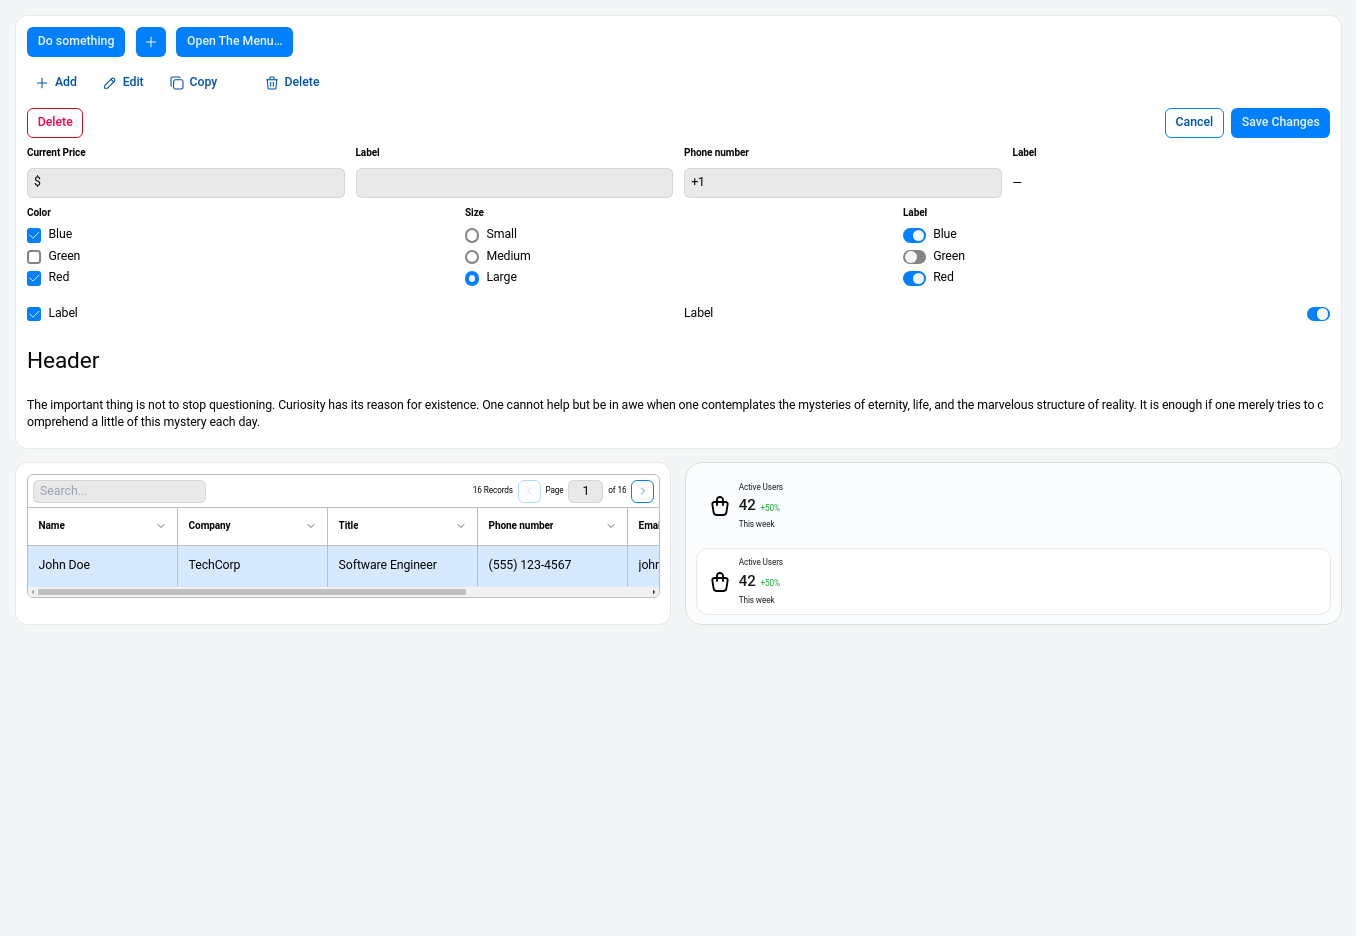 Do something
Open The Menu...
Add Edit Copy Delete
Delete
Cancel Save Changes
Current Price Label Phone number Label
$ +1 —
Color Size Label
Blue Small Blue
Green Medium Green
Red Large Red
Label Label
Header
The important thing is not to stop questioning. Curiosity has its reason for existence. One cannot help but be in awe when one contemplates the mysteries of eternity, life, and the marvelous structure of reality. It is enough if one merely tries to c
omprehend a little of this mystery each day.
Search... 16 Records Page 1 of 16
Name Company Title Phone number Emai
John Doe TechCorp Software Engineer (555) 123-4567 john
Active Users
42 +50%
This week
Active Users
42 +50%
This week